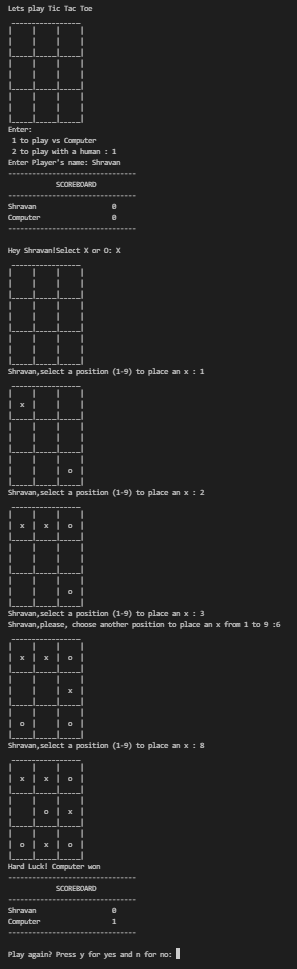 Lets play Tic Tac Toe
Enter:
1 to play vs Computer
2 to play with a human : 1
Enter Player's name: Shravan
--------------------------------
SCOREBOARD
--------------------------------
Shravan 0
Computer 0
--------------------------------
Hey Shravan!Select X or O: X
Shravan,select a position (1-9) to place an x : 1
x
o
Shravan,select a position (1-9) to place an x : 2
x | x | o
o
Shravan,select a position (1-9) to place an x : 3
Shravan,please, choose another position to place an x from 1 to 9 :6
x | x | o
x
o | | o
Shravan,select a position (1-9) to place an x : 8
x | x | o
o | x
o | x | o
Hard Luck! Computer won
--------------------------------
SCOREBOARD
--------------------------------
Shravan 0
Computer 1
--------------------------------
Play again? Press y for yes and n for no: